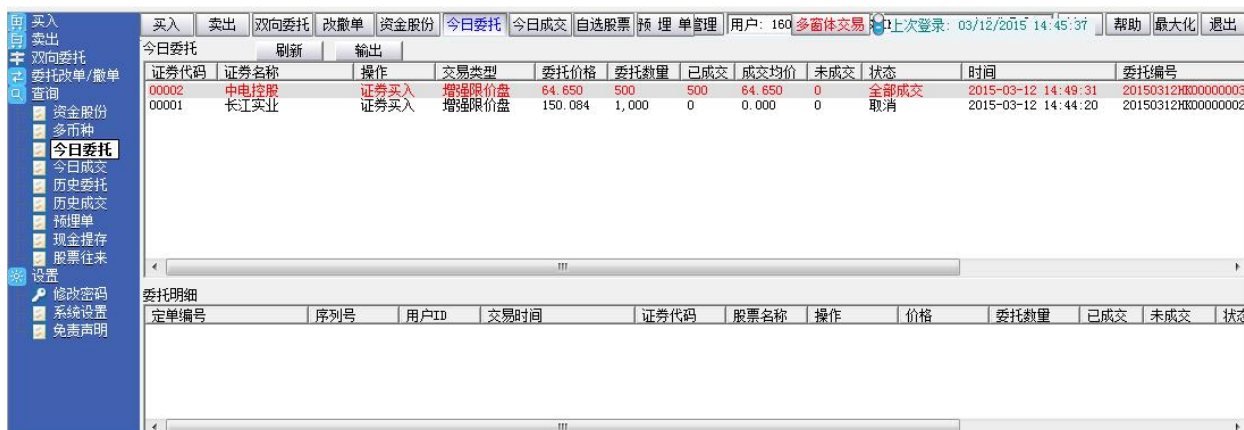 买入 卖出 双向委托 改撤单 资金股份 今日委托 今日成交 自选股票 预 埋 单管理 用户: 160 多窗体交易 上次登录: 03/12/2015 14:45:37 帮助 最大化 退出
今日委托 刷新 输出
证券代码 证券名称 操作 交易类型 委托价格 委托数量 已成交 成交均价 未成交 状态 时间 委托编号
00002 中电控股 证券买入 增强限价盘 64.650 500 500 64.650 0 全部成交 2015-03-12 14:49:31 20150312HK00000003
00001 长江实业 证券买入 增强限价盘 150.084 1,000 0 0.000 0 取消 2015-03-12 14:44:20 20150312HK00000002
买入
卖出
双向委托
委托改单/撤单
查询
资金股份
多币种
今日委托
今日成交
历史委托
历史成交
预埋单
现金提存
股票往来
设置
修改密码
系统设置
免责声明
委托明细
定单编号 序列号 用户ID 交易时间 证券代码 股票名称 操作 价格 委托数量 已成交 未成交 状态